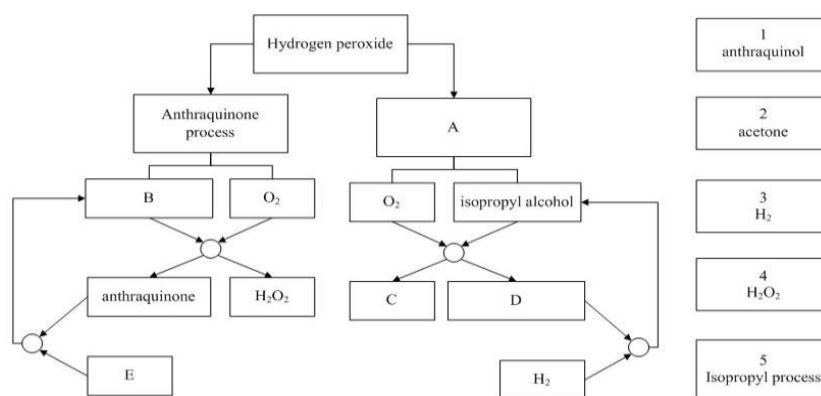 Hydrogen peroxide
Anthraquinone
process
A
B
O₂
O₂
isopropyl alcohol
anthraquinone
H₂O₂
C
D
E
H₂
1
anthraquinol
2
acetone
3
H₂
4
H₂O₂
5
Isopropyl process